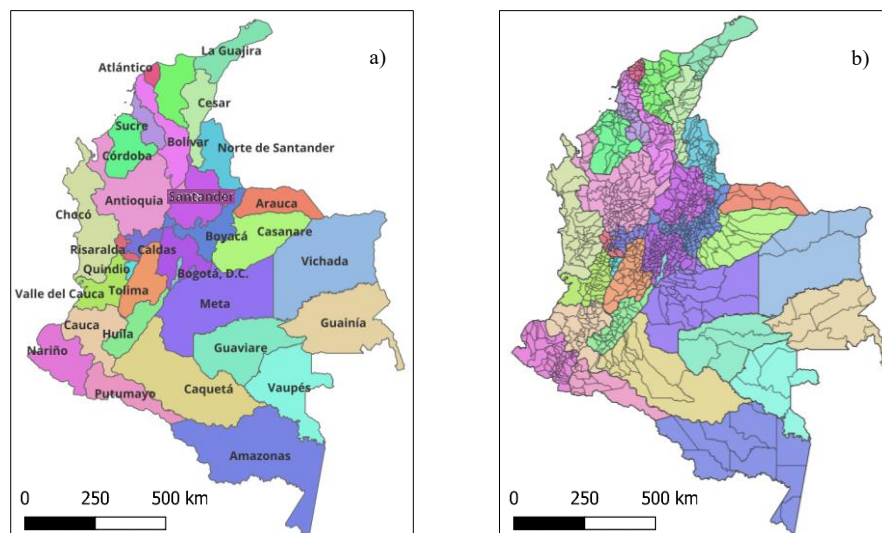 a)
La Guajira
Atlántico
Cesar
Sucre
Bolívar
Norte de Santander
Córdoba
Antioquia
Santander
Arauca
Chocó
Boyacá
Casanare
Risaralda
Caldas
Vichada
Quindío
Bogotá, D.C.
Valle del Cauca
Tolima
Meta
Cauca
Huila
Guainía
Nariño
Guaviare
Caquetá
Vaupés
Putumayo
Amazonas
0 250 500 km
b)
0 250 500 km